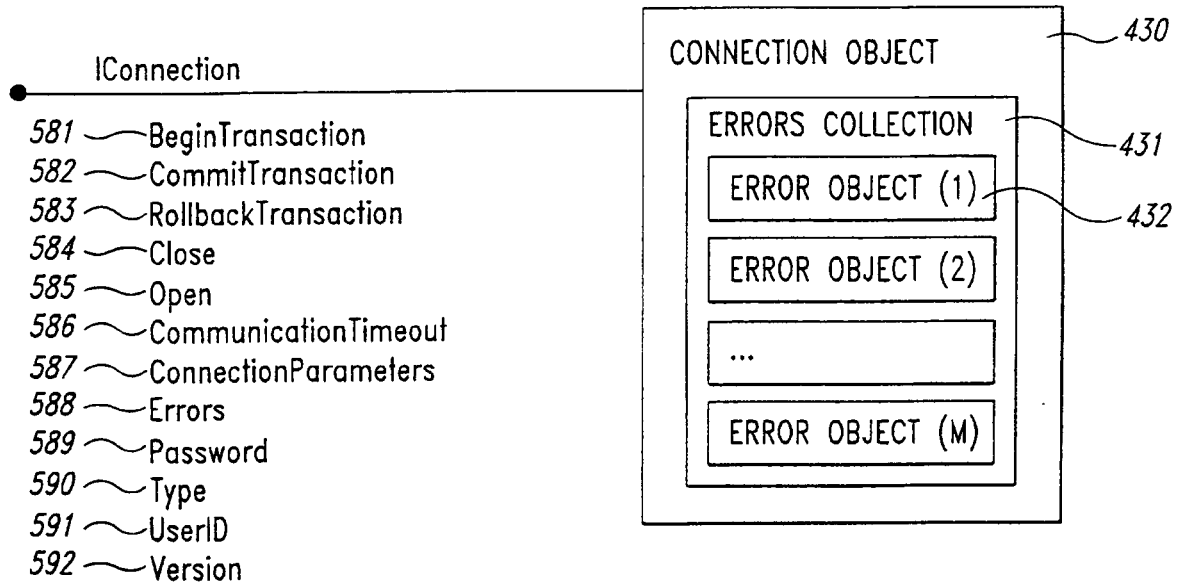 IConnection
581 BeginTransaction
582 CommitTransaction
583 RollbackTransaction
584 Close
585 Open
586 CommunicationTimeout
587 ConnectionParameters
588 Errors
589 Password
590 Type
591 UserID
592 Version
CONNECTION OBJECT
430
ERRORS COLLECTION
431
ERROR OBJECT (1)
432
ERROR OBJECT (2)
...
ERROR OBJECT (M)